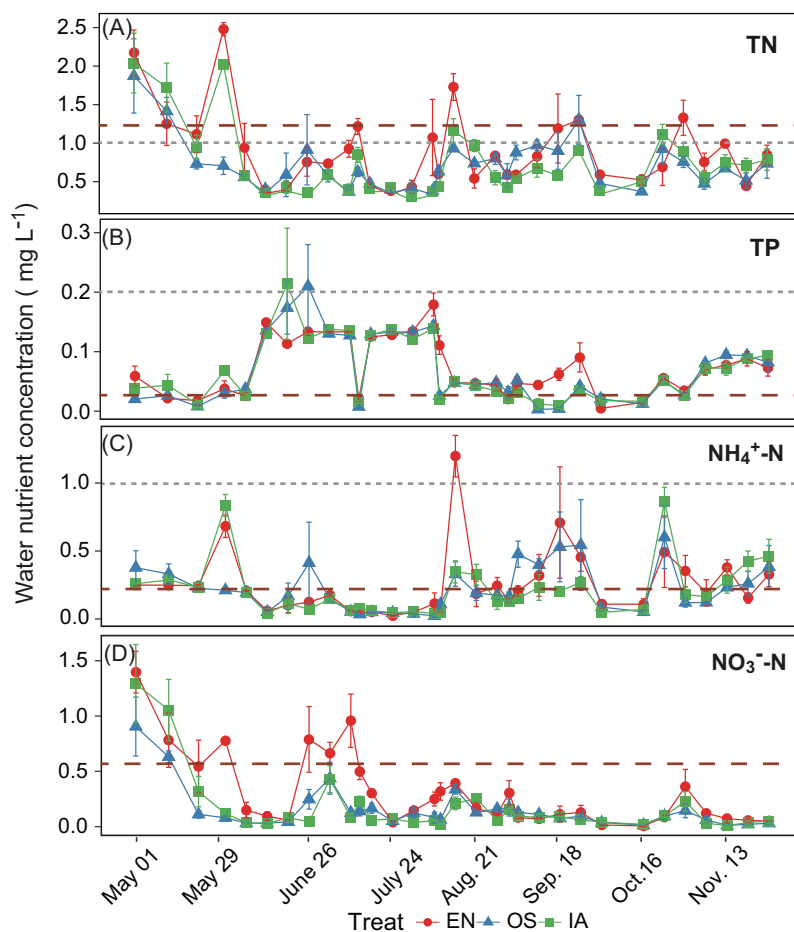 (A)
TN
2.5
2.0
1.5
1.0
0.5
(B)
TP
0.3
0.2
0.1
0.0
(C)
NH₄⁺-N
1.0
0.5
0.0
(D)
NO₃⁻-N
1.5
1.0
0.5
0.0
Water nutrient concentration ( mg L⁻¹)
May 01
May 29
June 26
July 24
Aug. 21
Sep. 18
Oct. 16
Nov. 13
Treat EN OS IA